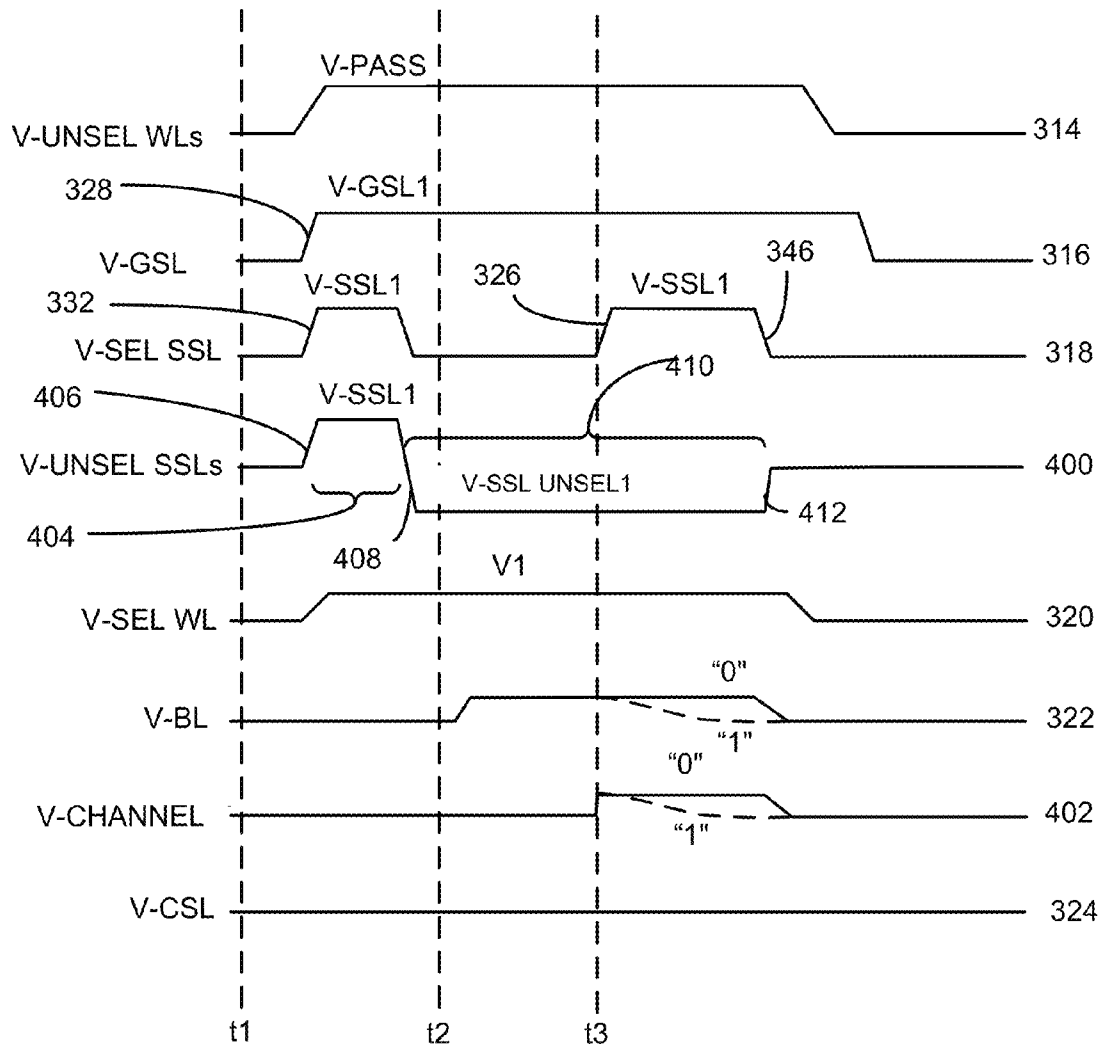 V-PASS
V-UNSEL WLs
314
328
V-GSL1
V-GSL
316
332
V-SSL1
326
V-SSL1
346
V-SEL SSL
318
406
V-SSL1
410
V-UNSEL SSLs
400
V-SSL UNSEL1
404
408
412
V1
V-SEL WL
320
"0"
V-BL
322
"1"
"0"
V-CHANNEL
402
"1"
V-CSL
324
t1
t2
t3